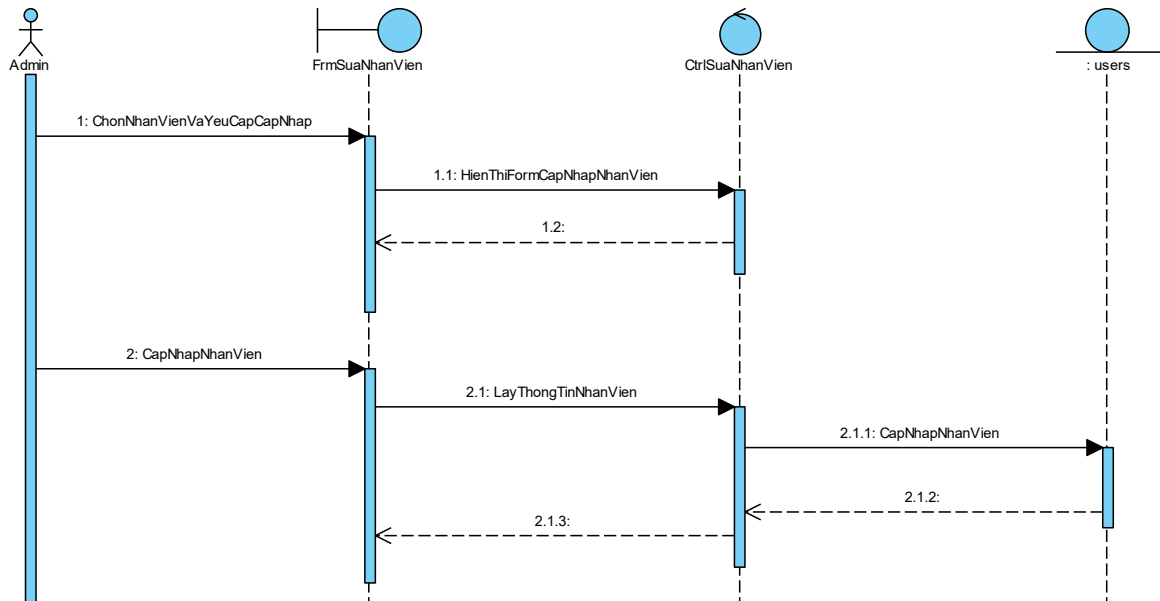 Admin
FrmSuaNhanVien
CtrlSuaNhanVien
: users
1: ChonNhanVienVaYeuCapCapNhap
1.1: HienThiFormCapNhapNhanVien
1.2:
2: CapNhapNhanVien
2.1: LayThongTinNhanVien
2.1.1: CapNhapNhanVien
2.1.2:
2.1.3: